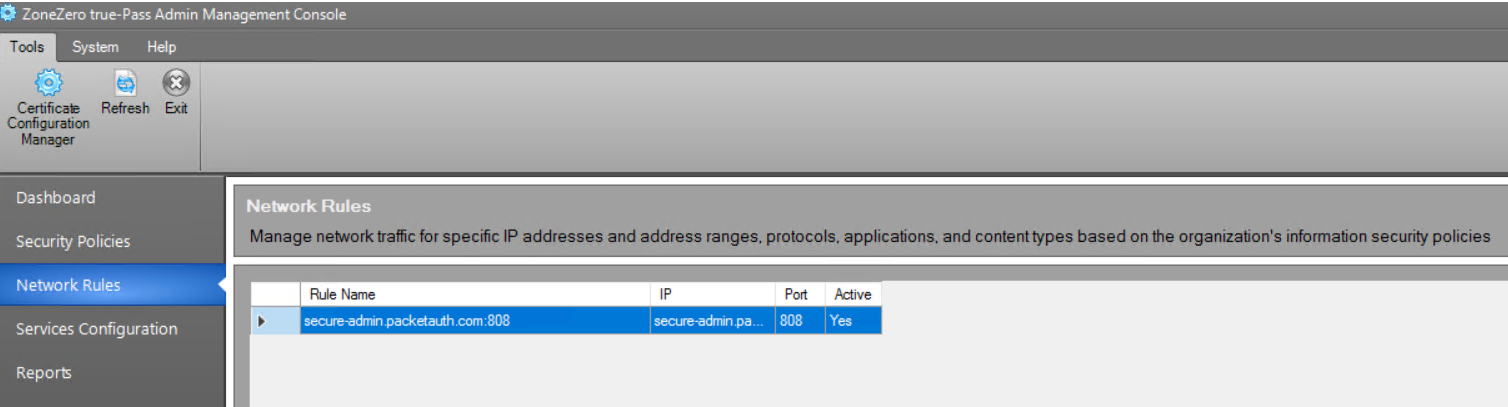 ZoneZero true-Pass Admin Management Console
Tools System Help
Certificate Configuration Manager Refresh Exit
Dashboard
Security Policies
Network Rules
Services Configuration
Reports
Network Rules
Manage network traffic for specific IP addresses and address ranges, protocols, applications, and content types based on the organization's information security policies
Rule Name IP Port Active
secure-admin.packetauth.com:808 secure-admin.pa... 808 Yes